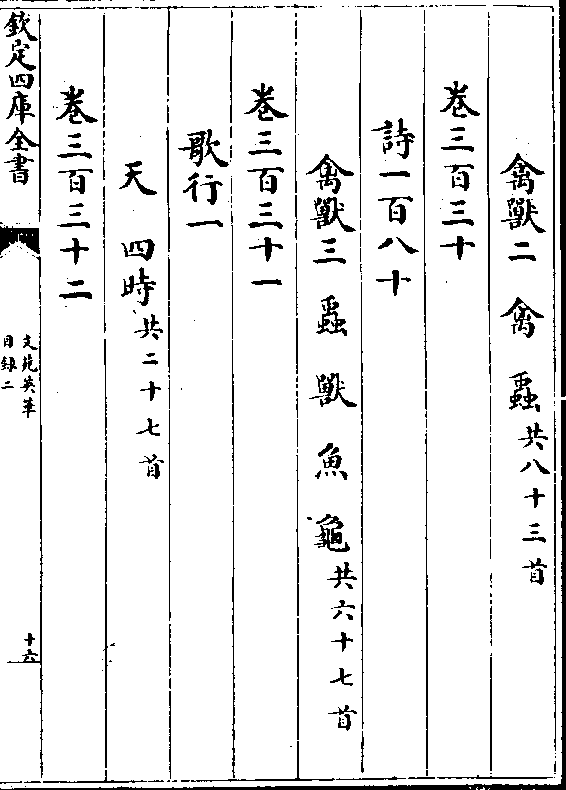 禽獸二　禽　蟲共八十三首
卷三百三十
詩一百八十
禽獸三　蟲　獸　魚　龜共六十七首
卷三百三十一
歌行一
天　四時共二十七首
卷三百三十二
欽定四庫全書
文苑英華
目録二
十六